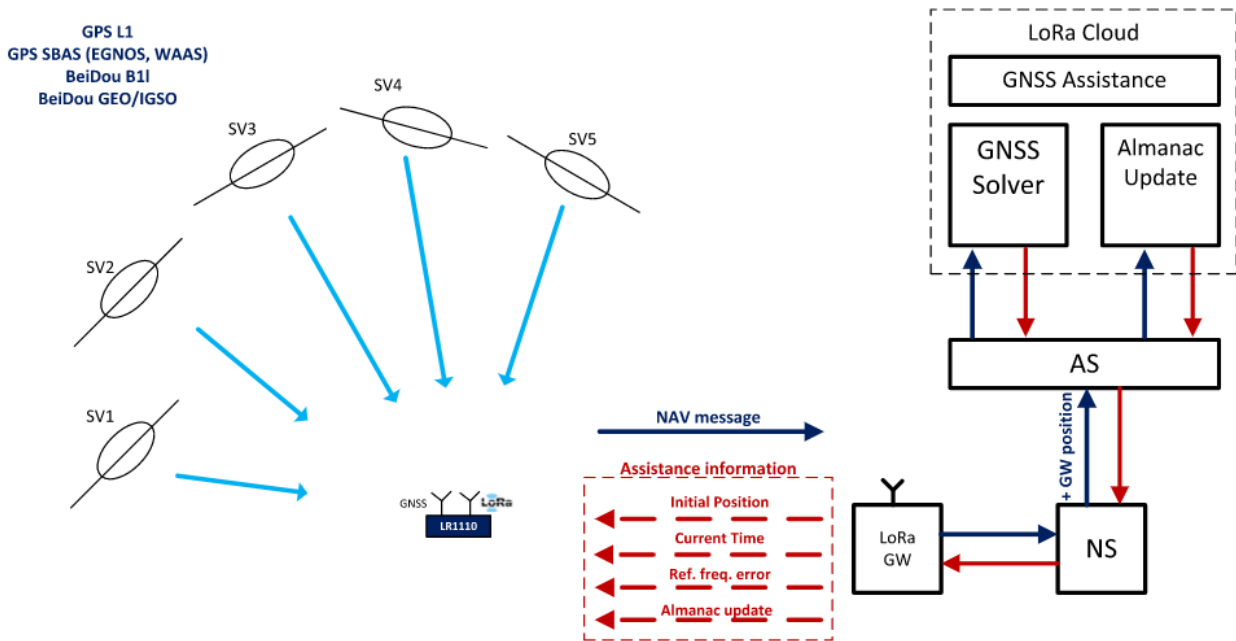 GPS L1
GPS SBAS (EGNOS, WAAS)
BeiDou B1I
BeiDou GEO/IGSO
SV4
SV3
SV5
SV2
SV1
GNSS
LoRa
LR1110
NAV message
Assistance information
Initial Position
Current Time
Ref. freq. error
Almanac update
LoRa
GW
NS
+ GW position
AS
LoRa Cloud
GNSS Assistance
GNSS
Solver
Almanac
Update